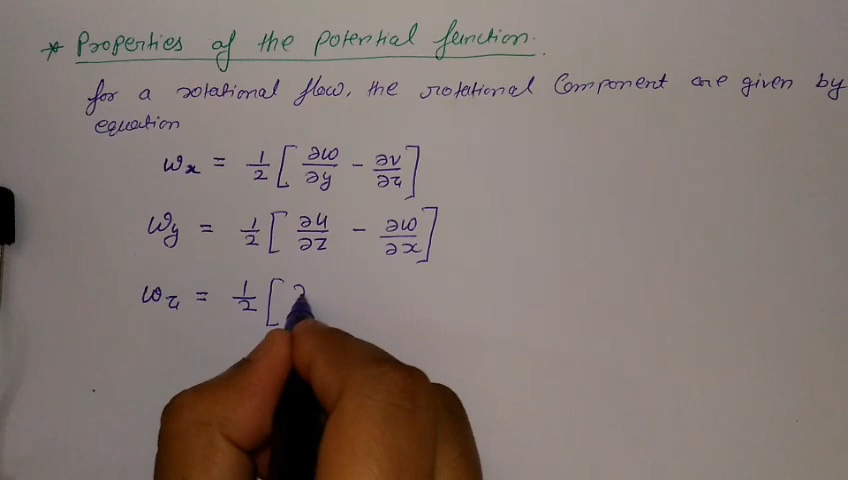 * Properties of the potential function.
for a rotational flow, the rotational Component are given by
equation
ωx = 1/2 [ ∂ω/∂y - ∂v/∂z ]
ωy = 1/2 [ ∂u/∂z - ∂ω/∂x ]
ωz = 1/2 [ ∂